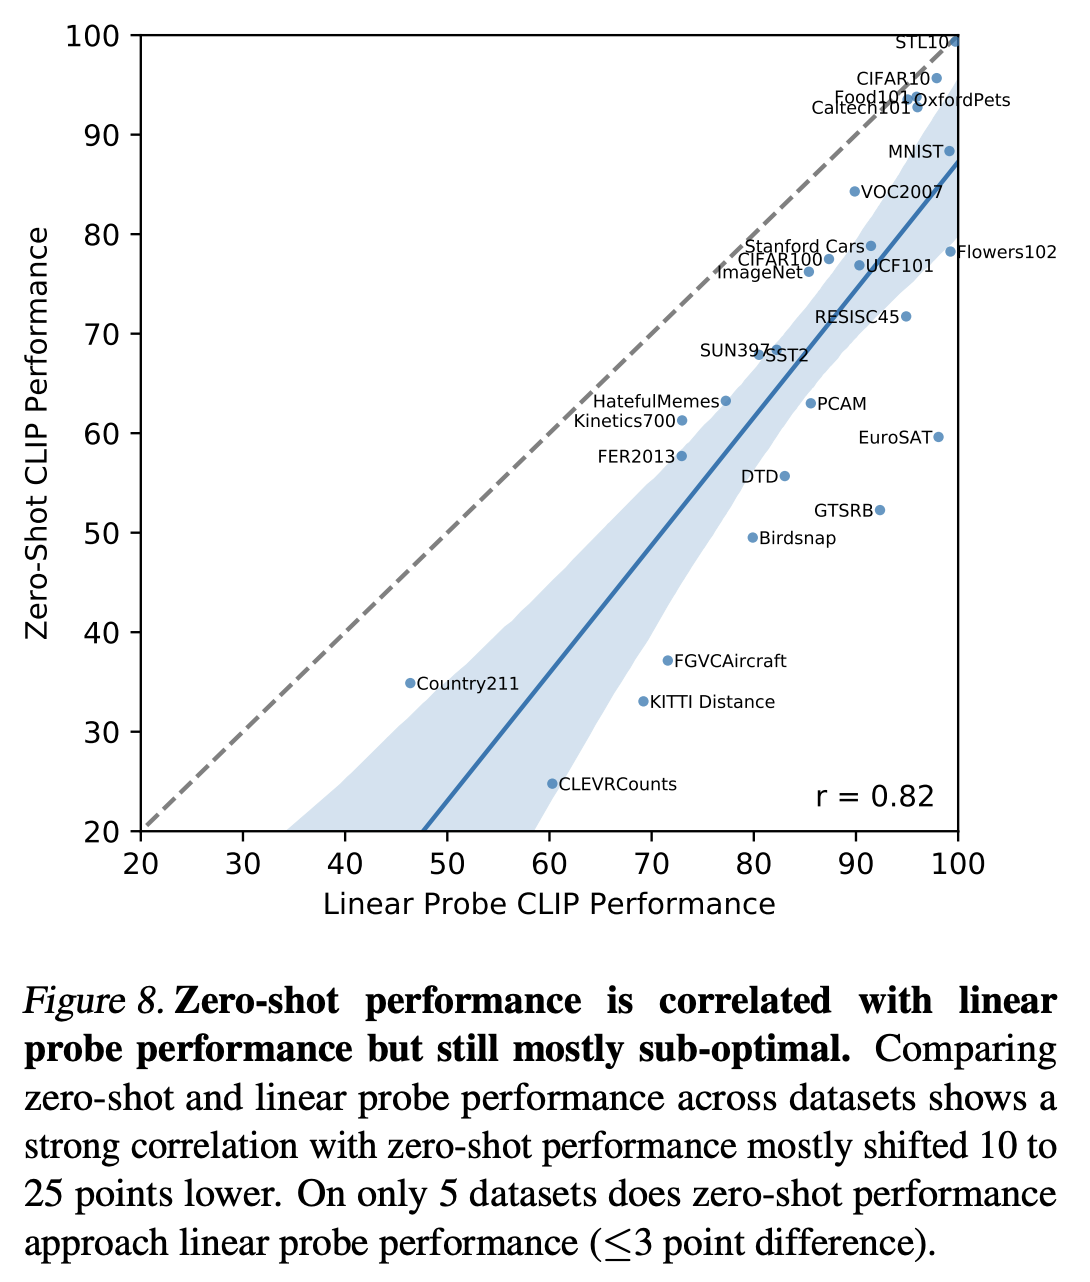 100
90
80
70
60
50
40
30
20
Zero-Shot CLIP Performance
STL10
CIFAR10
Food101
OxfordPets
Caltech101
MNIST
VOC2007
Stanford Cars
Flowers102
CIFAR100
UCF101
ImageNet
RESISC45
SUN397
SST2
HatefulMemes
PCAM
Kinetics700
EuroSAT
FER2013
DTD
GTSRB
Birdsnap
FGVCAircraft
Country211
KITTI Distance
CLEVRCounts
r = 0.82
20 30 40 50 60 70 80 90 100
Linear Probe CLIP Performance
Figure 8. Zero-shot performance is correlated with linear
probe performance but still mostly sub-optimal. Comparing
zero-shot and linear probe performance across datasets shows a
strong correlation with zero-shot performance mostly shifted 10 to
25 points lower. On only 5 datasets does zero-shot performance
approach linear probe performance (≤3 point difference).